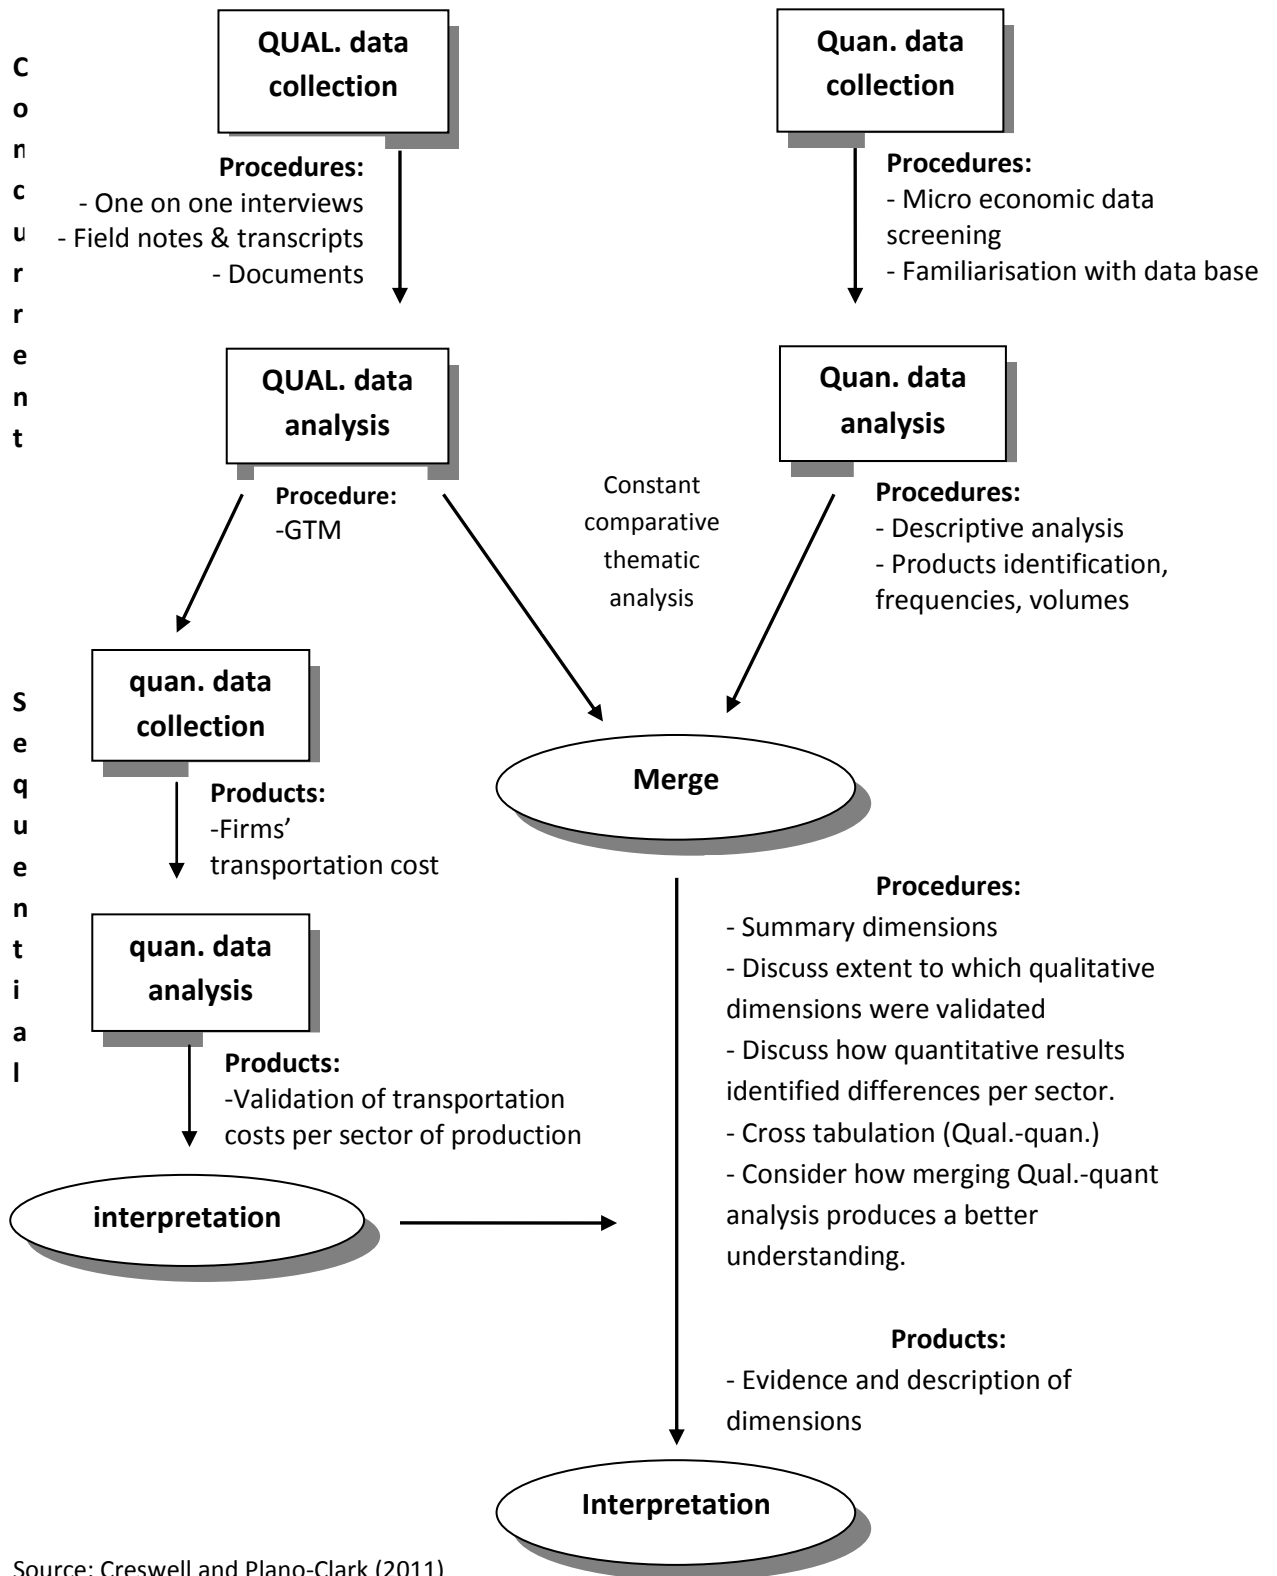 Concurrent
QUAL. data
collection
Quan. data
collection
Procedures:
- One on one interviews
- Field notes & transcripts
- Documents
Procedures:
- Micro economic data
screening
- Familiarisation with data base
QUAL. data
analysis
Quan. data
analysis
Procedure:
-GTM
Constant
comparative
thematic
analysis
Procedures:
- Descriptive analysis
- Products identification,
frequencies, volumes
Sequential
quan. data
collection
Merge
Products:
-Firms’
transportation cost
quan. data
analysis
Procedures:
- Summary dimensions
- Discuss extent to which qualitative
dimensions were validated
- Discuss how quantitative results
identified differences per sector.
- Cross tabulation (Qual.-quan.)
- Consider how merging Qual.-quant
analysis produces a better
understanding.
Products:
-Validation of transportation
costs per sector of production
interpretation
Products:
- Evidence and description of
dimensions
Interpretation
Source: Creswell and Plano-Clark (2011)